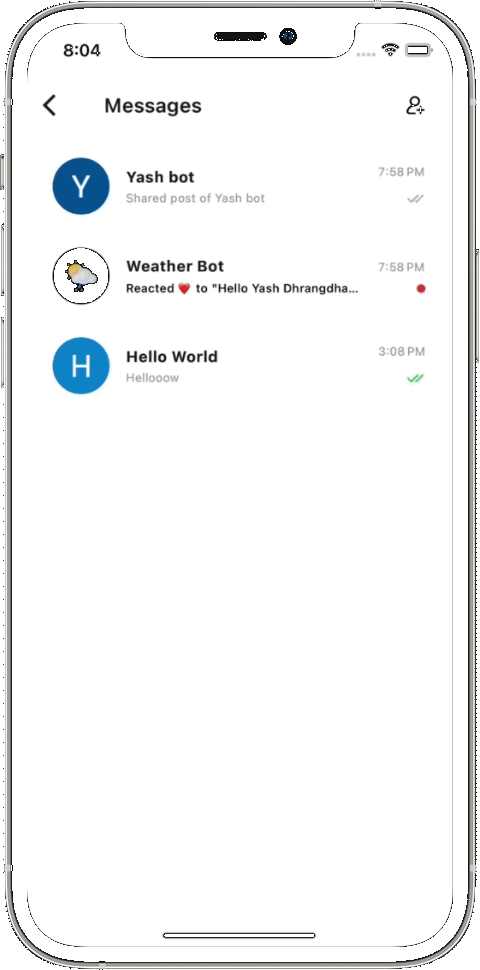 8:04
Messages
Y
Yash bot
7:58 PM
Shared post of Yash bot
Weather Bot
7:58 PM
Reacted ❤️ to "Hello Yash Dhrangdha...
H
Hello World
3:08 PM
Hellooow